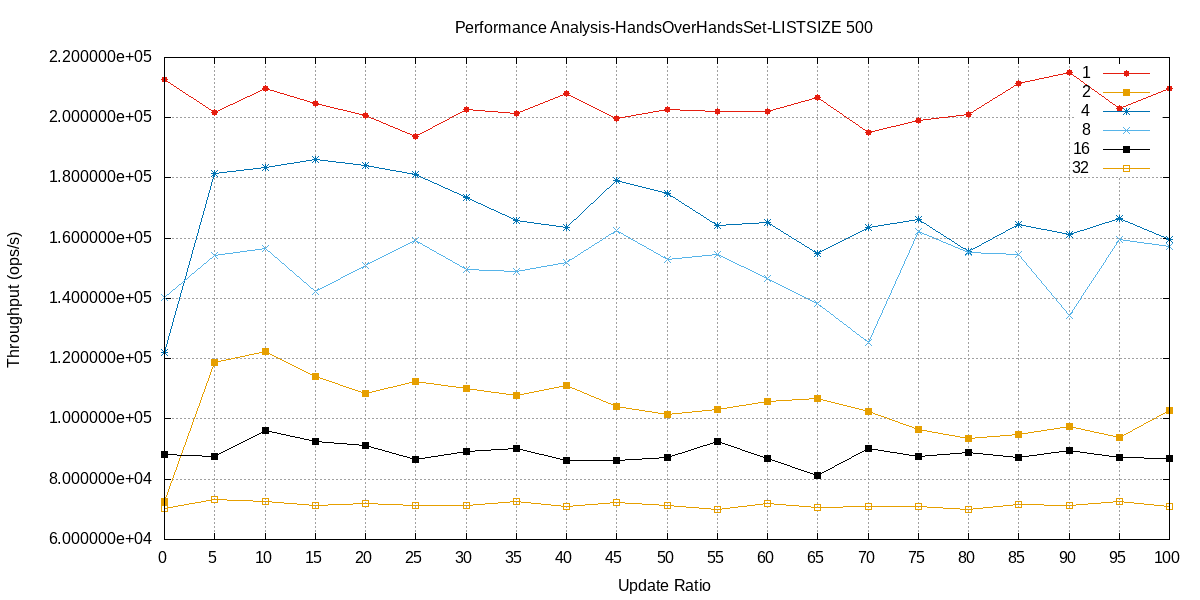 Performance Analysis-HandsOverHandsSet-LISTSIZE 500
2.200000e+05
2.000000e+05
1.800000e+05
1.600000e+05
1.400000e+05
1.200000e+05
1.000000e+05
8.000000e+04
6.000000e+04
Throughput (ops/s)
1
2
4
8
16
32
0 5 10 15 20 25 30 35 40 45 50 55 60 65 70 75 80 85 90 95 100
Update Ratio